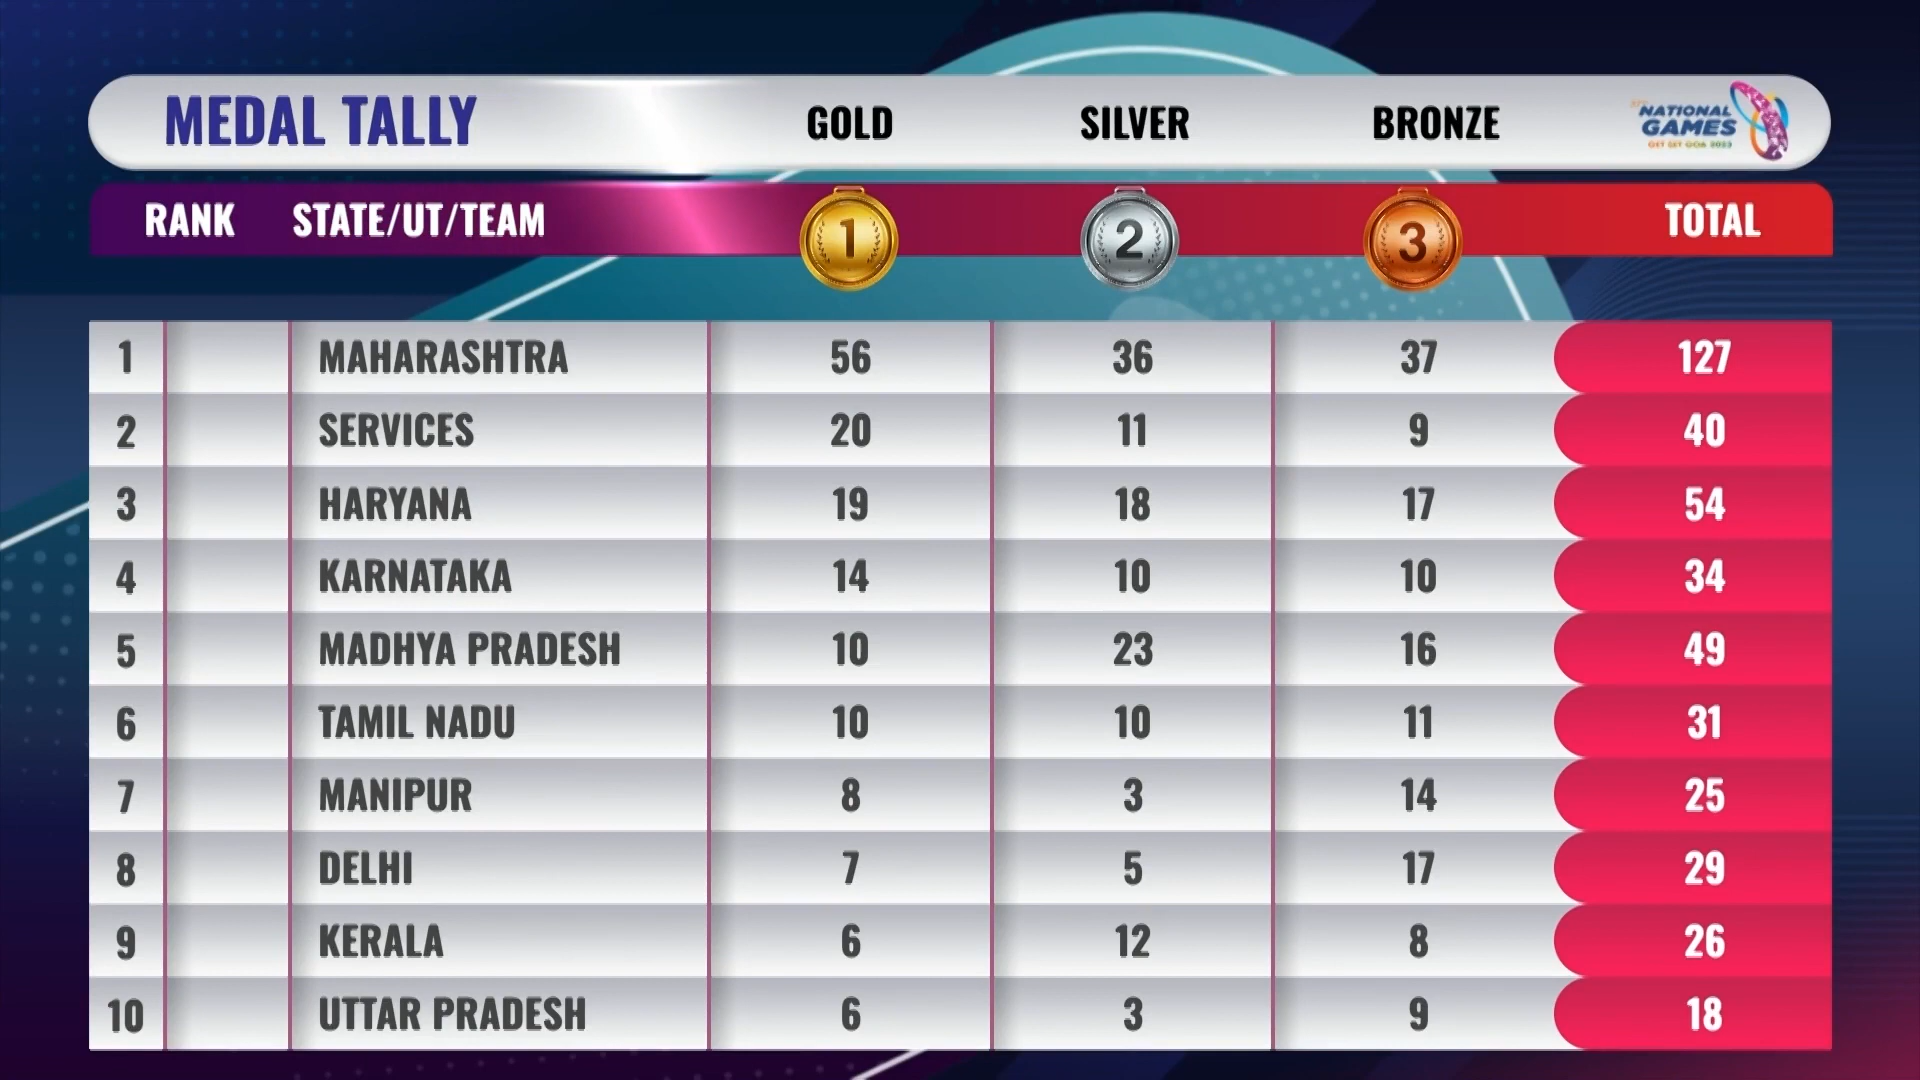 MEDAL TALLY GOLD SILVER BRONZE
NATIONAL
GAMES
GET SET GOA 2023
RANK STATE/UT/TEAM 1 2 3 TOTAL
1 MAHARASHTRA 56 36 37 127
2 SERVICES 20 11 9 40
3 HARYANA 19 18 17 54
4 KARNATAKA 14 10 10 34
5 MADHYA PRADESH 10 23 16 49
6 TAMIL NADU 10 10 11 31
7 MANIPUR 8 3 14 25
8 DELHI 7 5 17 29
9 KERALA 6 12 8 26
10 UTTAR PRADESH 6 3 9 18